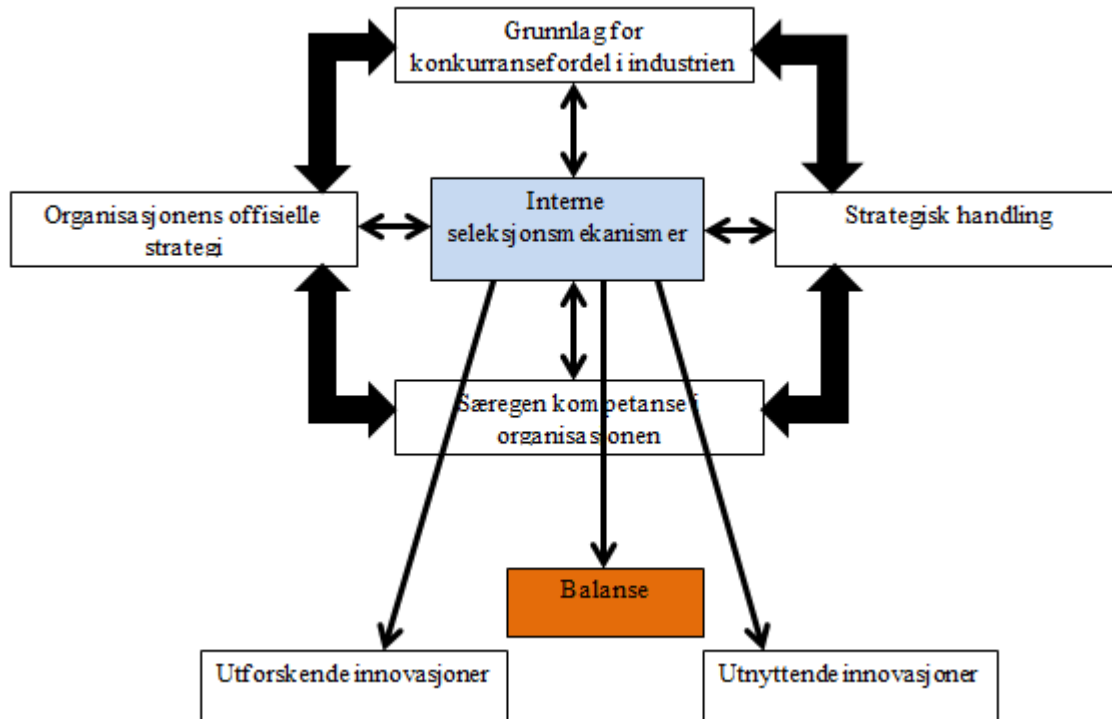 Grunnlag for
konkurransefordel i industrien
Organisasjonens offisielle
strategi
Interne
seleksjonsmekanismer
Strategisk handling
Særegen kompetanse i
organisasjonen
Balanse
Utforskende innovasjoner
Utnyttende innovasjoner